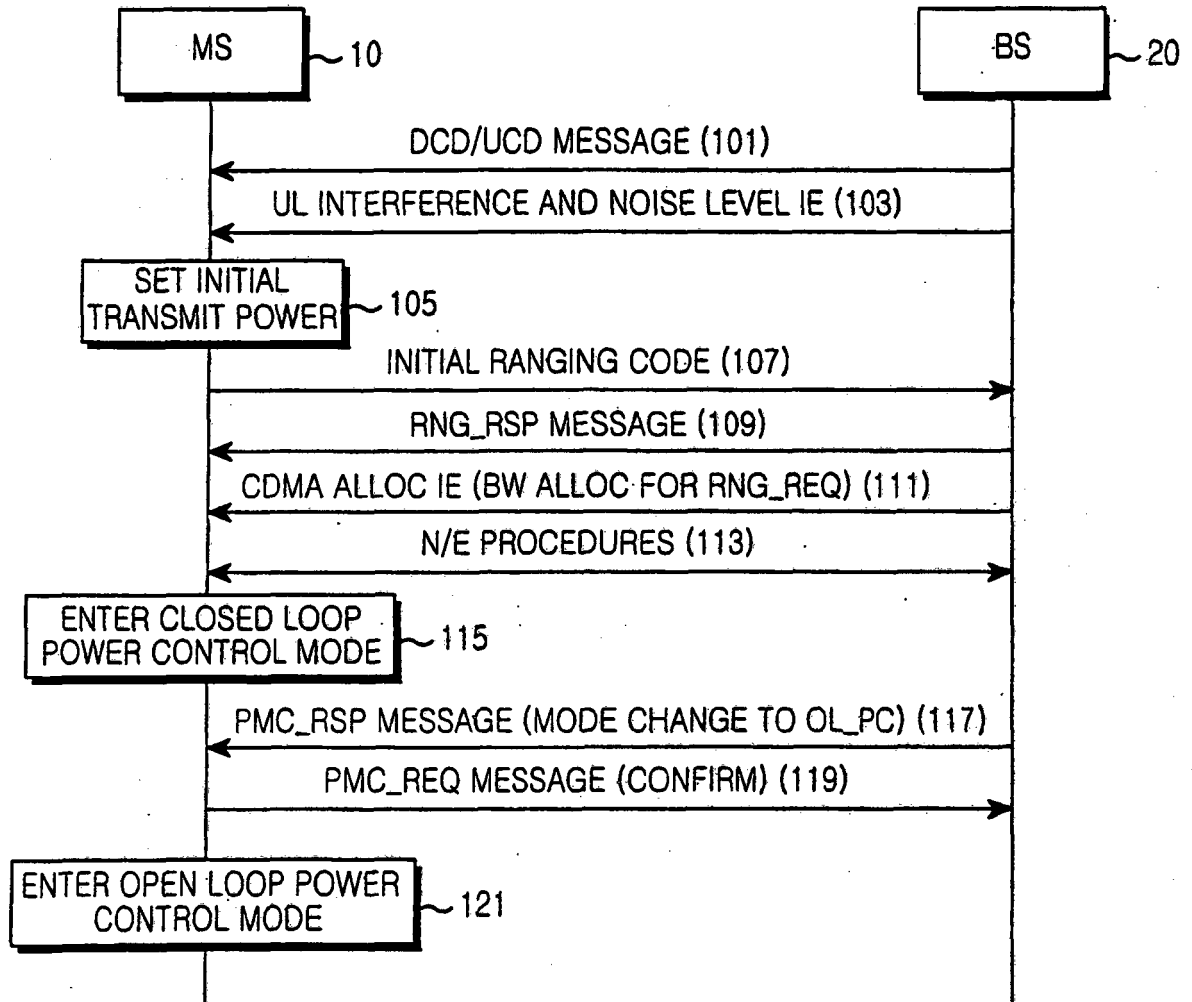 MS
10
BS
20
DCD/UCD MESSAGE (101)
UL INTERFERENCE AND NOISE LEVEL IE (103)
SET INITIAL
TRANSMIT POWER
105
INITIAL RANGING CODE (107)
RNG_RSP MESSAGE (109)
CDMA ALLOC IE (BW ALLOC FOR RNG_REQ) (111)
N/E PROCEDURES (113)
ENTER CLOSED LOOP
POWER CONTROL MODE
115
PMC_RSP MESSAGE (MODE CHANGE TO OL_PC) (117)
PMC_REQ MESSAGE (CONFIRM) (119)
ENTER OPEN LOOP POWER
CONTROL MODE
121